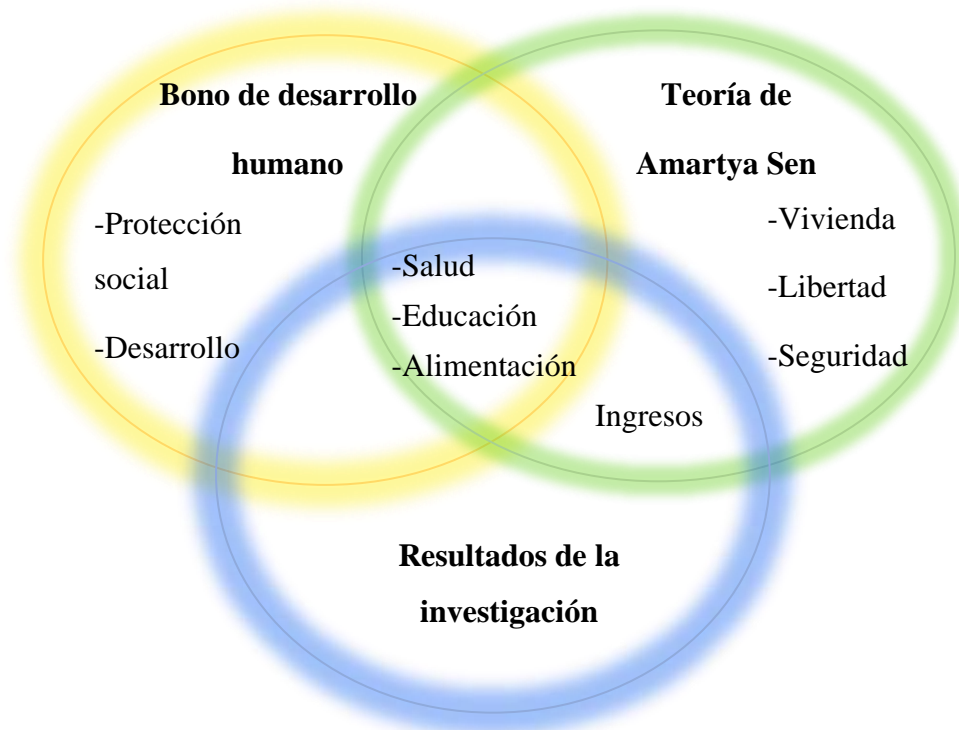 Bono de desarrollo
humano
-Protección
social
-Desarrollo
Teoría de
Amartya Sen
-Vivienda
-Libertad
-Seguridad
-Salud
-Educación
-Alimentación
Ingresos
Resultados de la
investigación